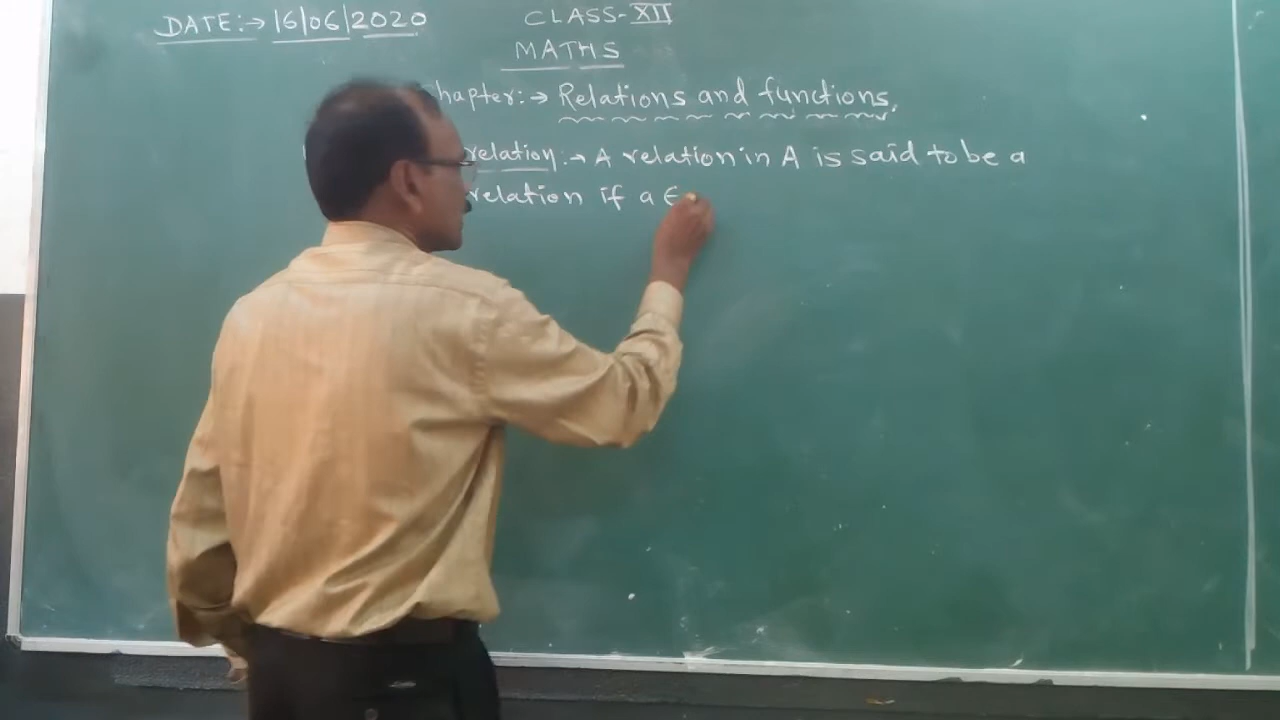 DATE:→ 16/06/2020
CLASS-XII
MATHS
hapter:→ Relations and functions.
relation:→ A relation in A is said to be a
relation if a ∈